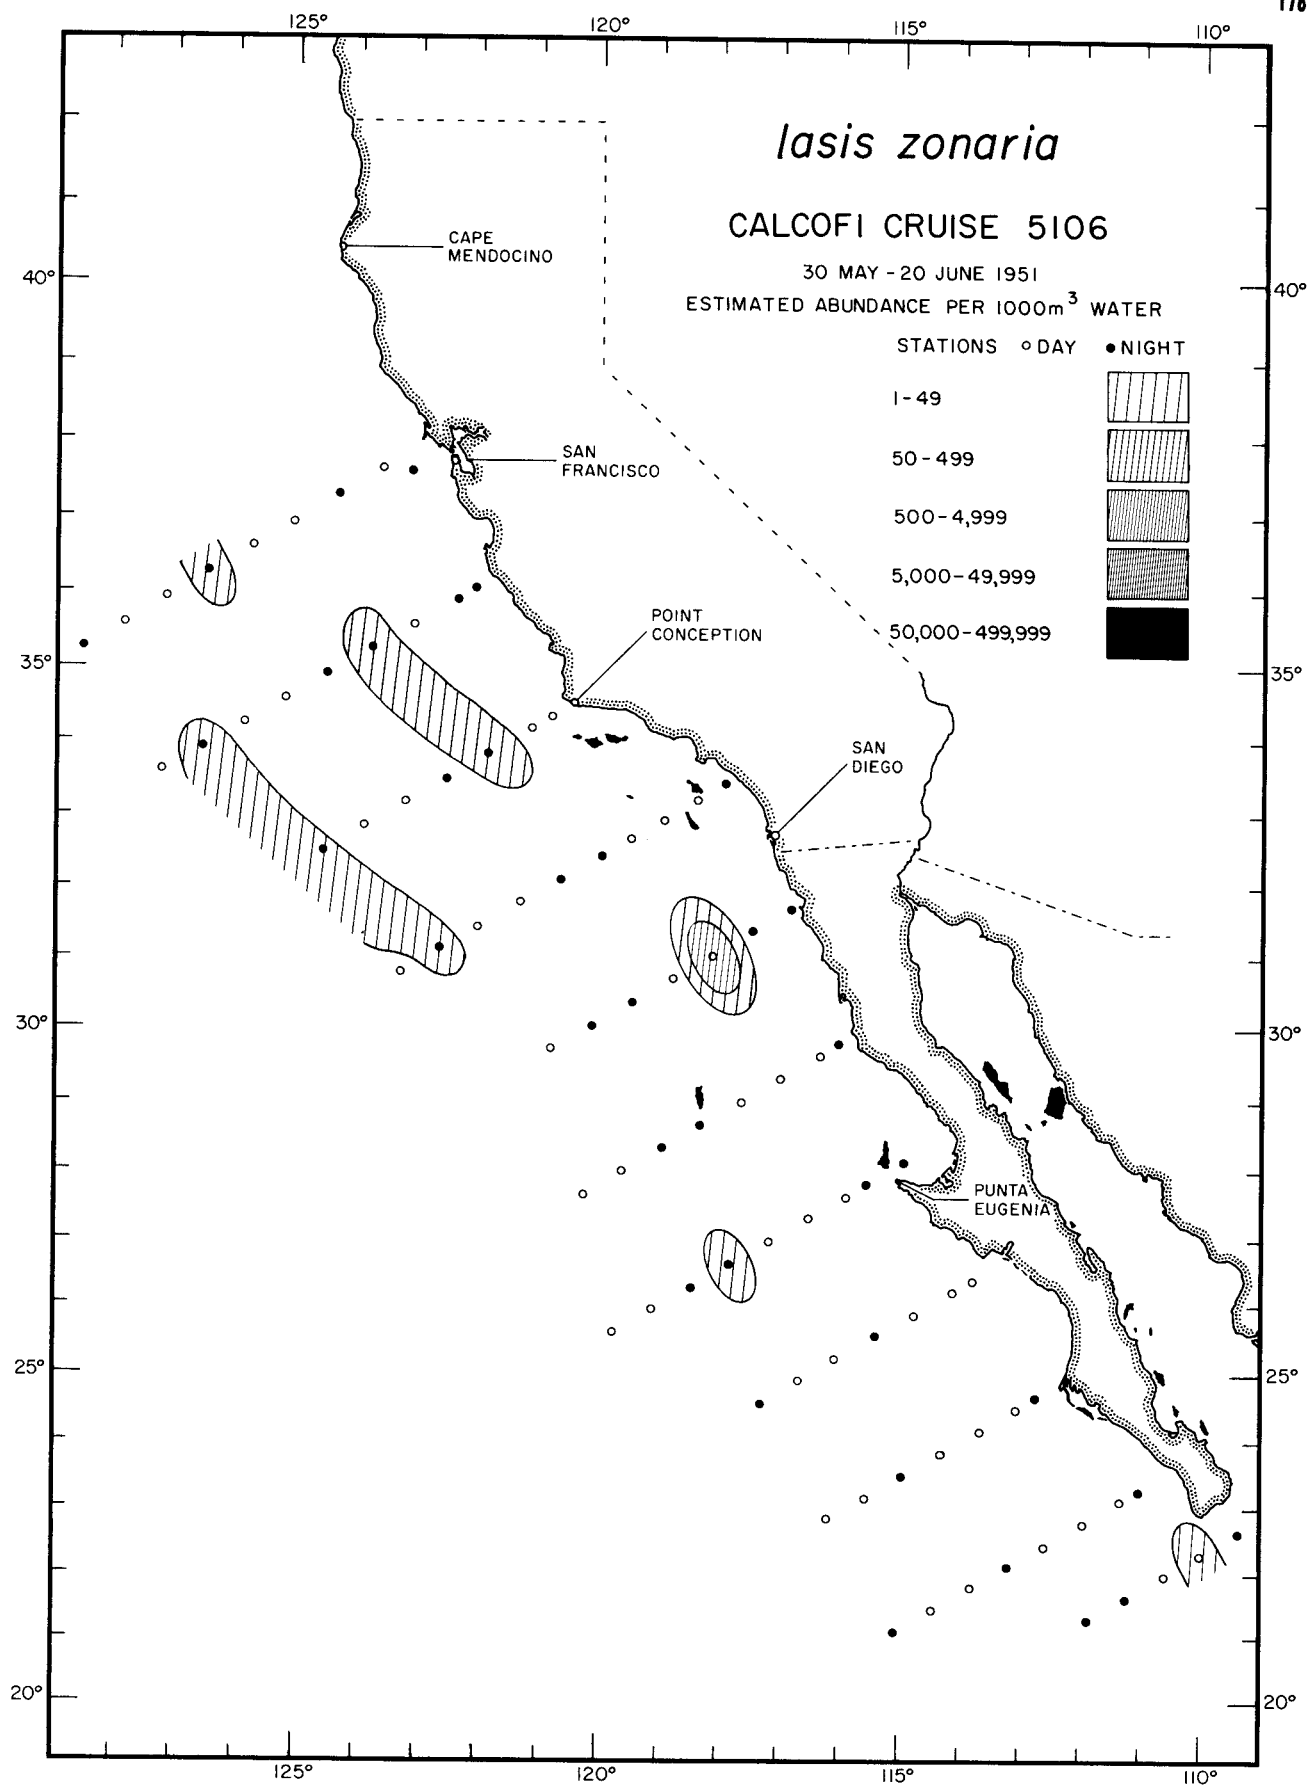 125°
120°
115°
110°
Iasis zonaria
CALCOFI CRUISE 5106
30 MAY - 20 JUNE 1951
ESTIMATED ABUNDANCE PER 1000m³ WATER
STATIONS ○ DAY ● NIGHT
1-49
50-499
500-4,999
5,000-49,999
50,000-499,999
CAPE
MENDOCINO
40°
40°
SAN
FRANCISCO
POINT
CONCEPTION
35°
35°
SAN
DIEGO
30°
30°
PUNTA
EUGENIA
25°
25°
20°
20°
125°
120°
115°
110°